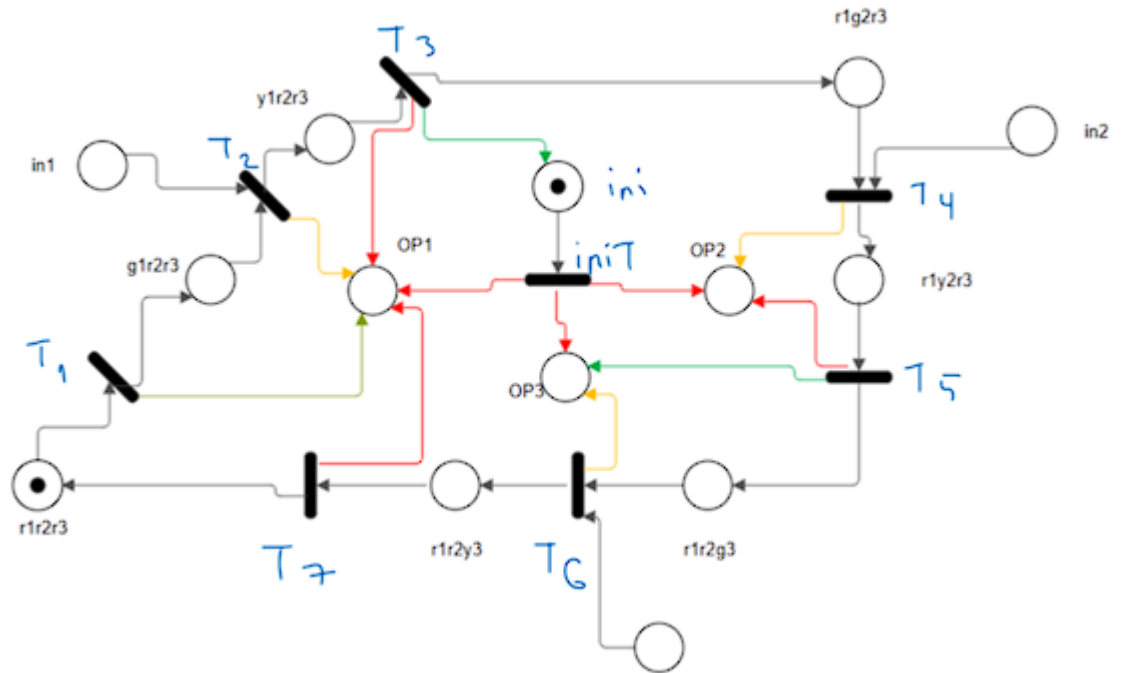 r1g2r3
T3
y1r2r3
in1
T2
in2
ini
T4
OP1
iniT
OP2
g1r2r3
r1y2r3
T1
OP3
T5
r1r2r3
T7
r1r2y3
T6
r1r2g3